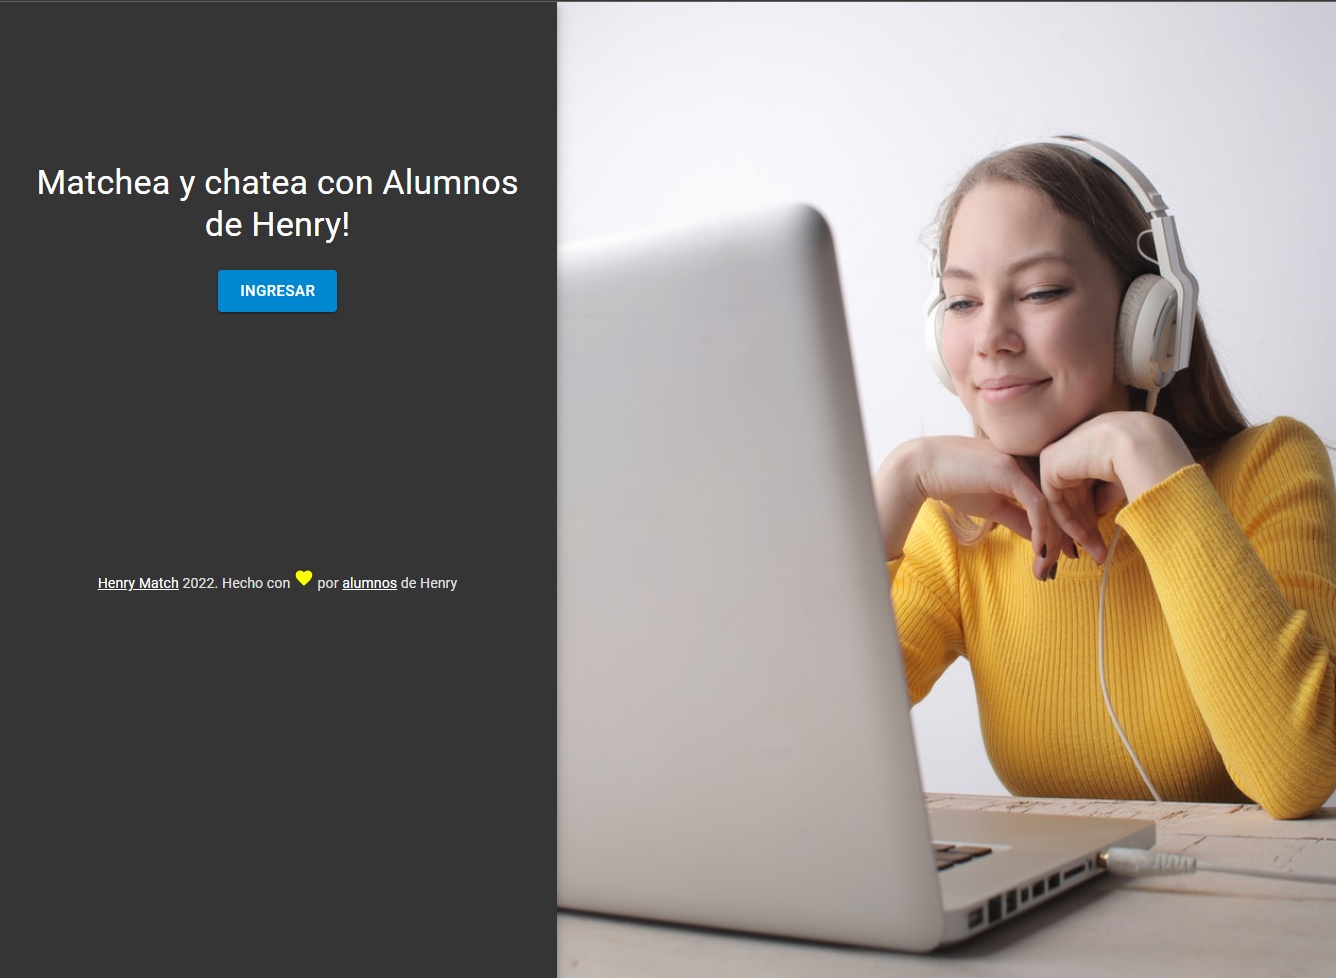 Matchea y chatea con Alumnos
de Henry!
INGRESAR
Henry Match 2022. Hecho con 💛 por alumnos de Henry